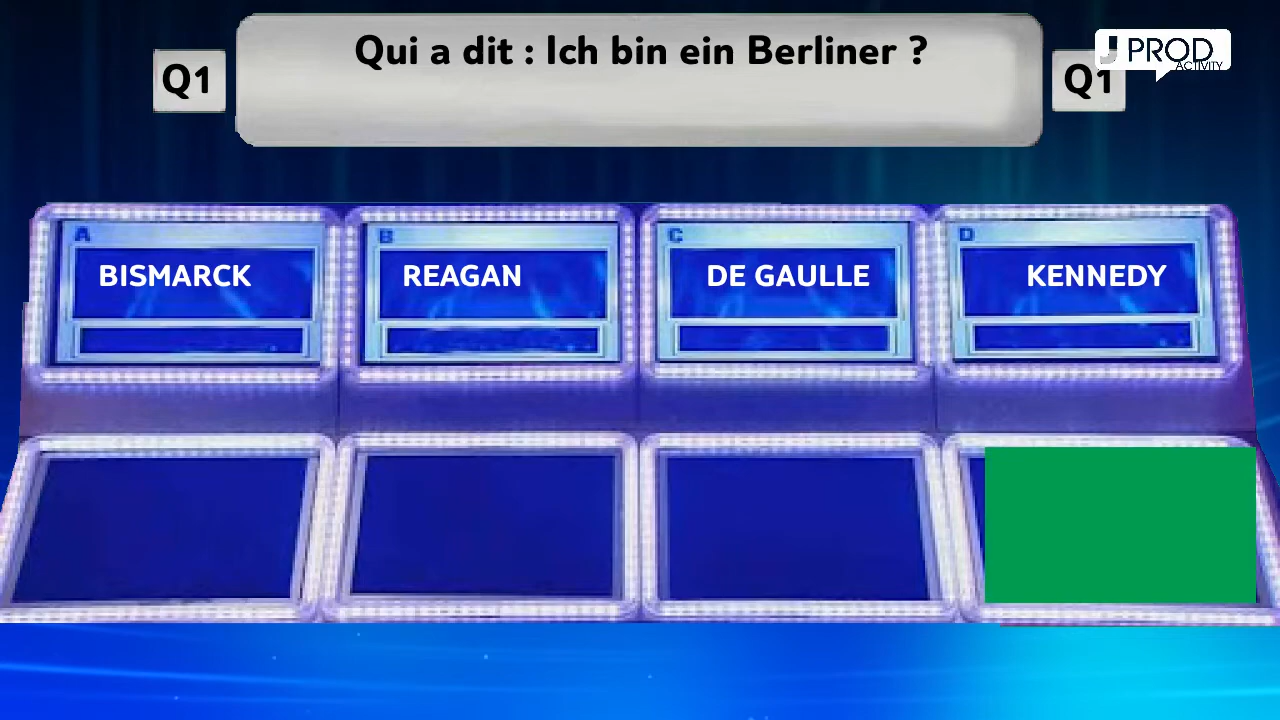 Qui a dit : Ich bin ein Berliner ?
Q1
Q1
J PROD
ACTIVITY
A
B
C
D
BISMARCK
REAGAN
DE GAULLE
KENNEDY